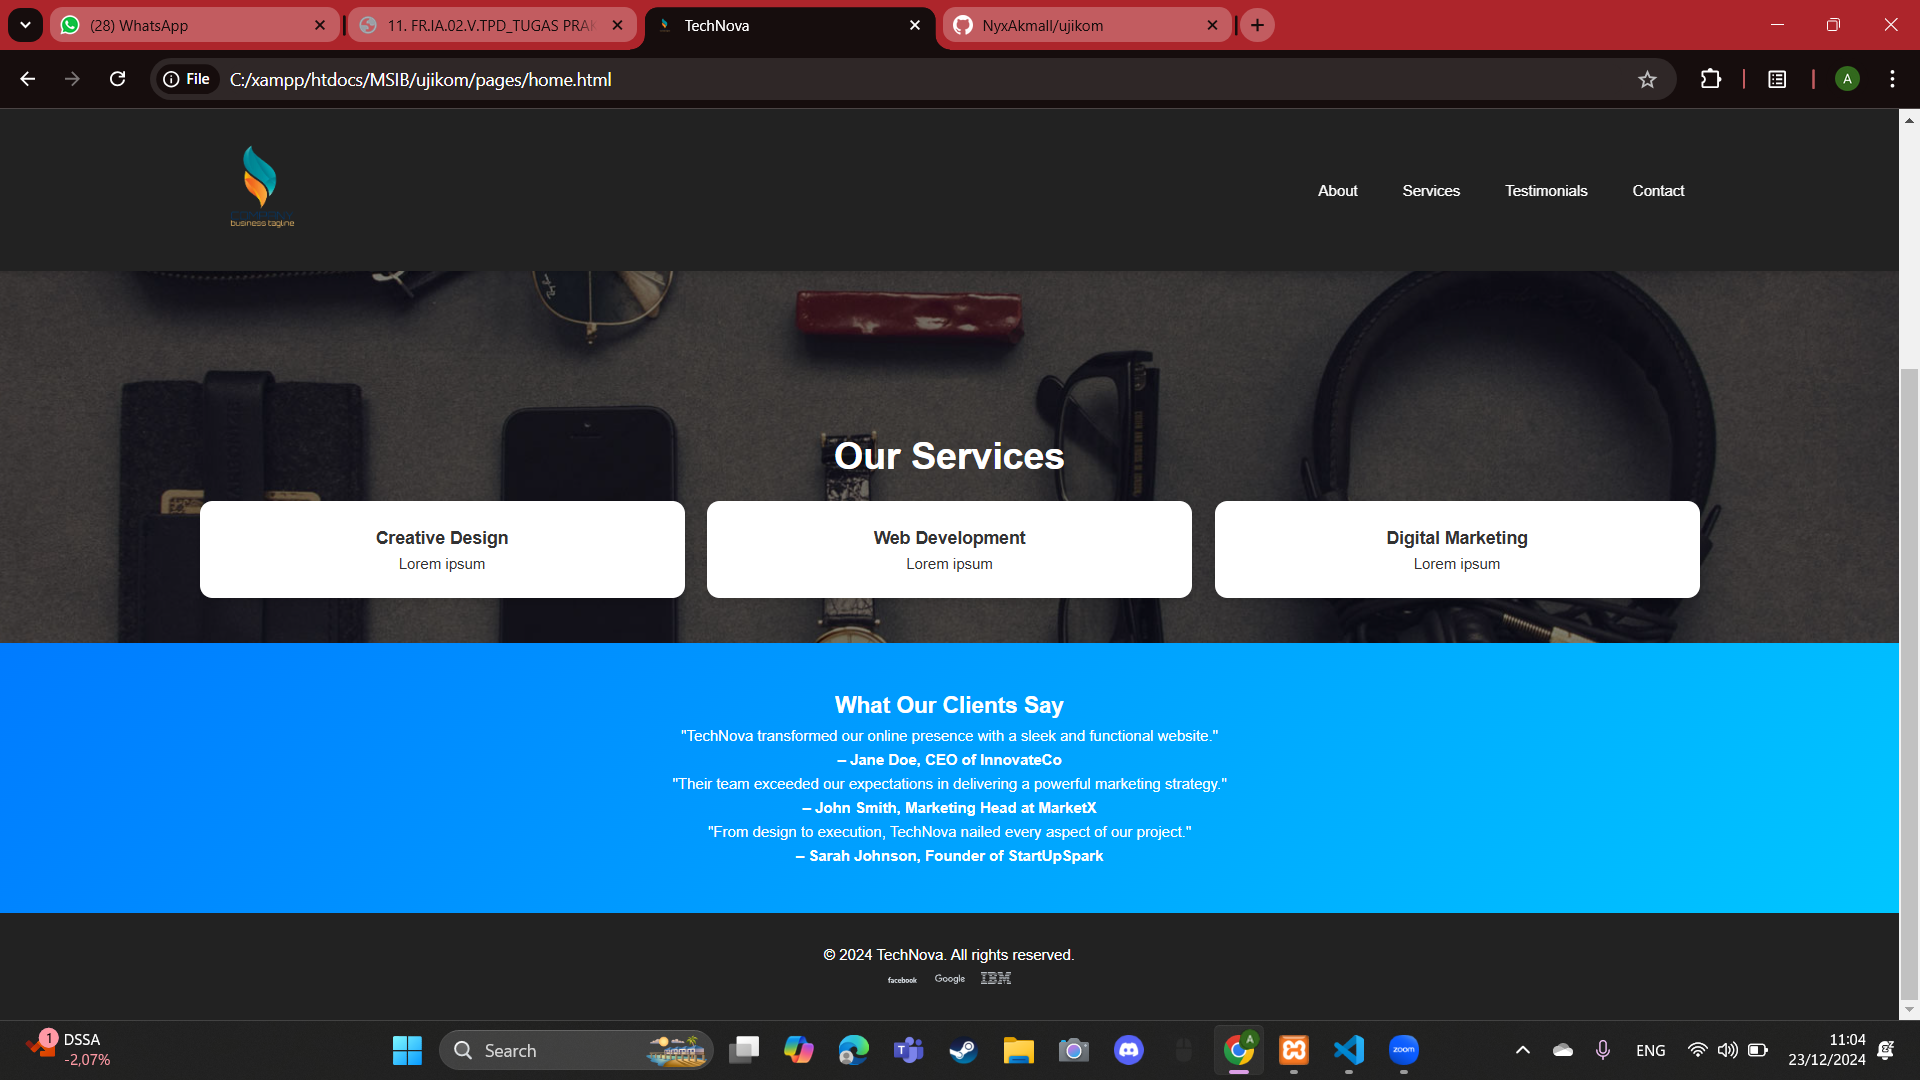 (28) WhatsApp
11. FR.IA.02.V.TPD_TUGAS PRAK
TechNova
NyxAkmall/ujikom
File
C:/xampp/htdocs/MSIB/ujikom/pages/home.html
A
business tagline
About
Services
Testimonials
Contact
Our Services
Creative Design
Lorem ipsum
Web Development
Lorem ipsum
Digital Marketing
Lorem ipsum
What Our Clients Say
"TechNova transformed our online presence with a sleek and functional website."
– Jane Doe, CEO of InnovateCo
"Their team exceeded our expectations in delivering a powerful marketing strategy."
– John Smith, Marketing Head at MarketX
"From design to execution, TechNova nailed every aspect of our project."
– Sarah Johnson, Founder of StartUpSpark
© 2024 TechNova. All rights reserved.
facebook Google IBM
1
DSSA
-2,07%
Search
A
zoom
ENG
11:04
23/12/2024